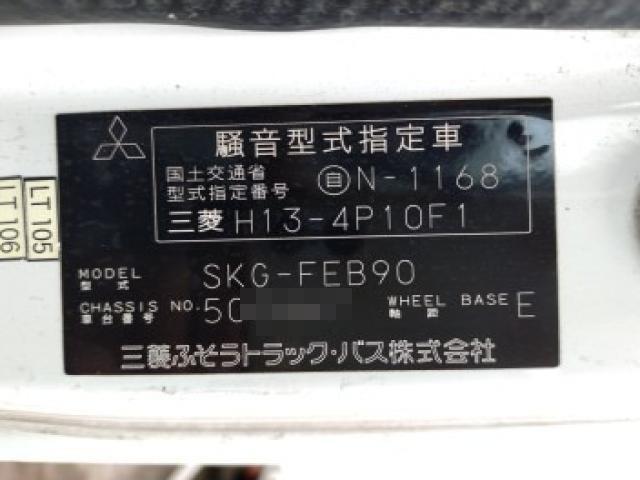 騒音型式指定車
国土交通省
型式指定番号 自N-1168
三菱 H13-4P10F1
MODEL
型式 SKG-FEB90
CHASSIS NO.
車台番号 50
WHEEL BASE
軸距 E
三菱ふそうトラック・バス株式会社
LT 105
LT 106